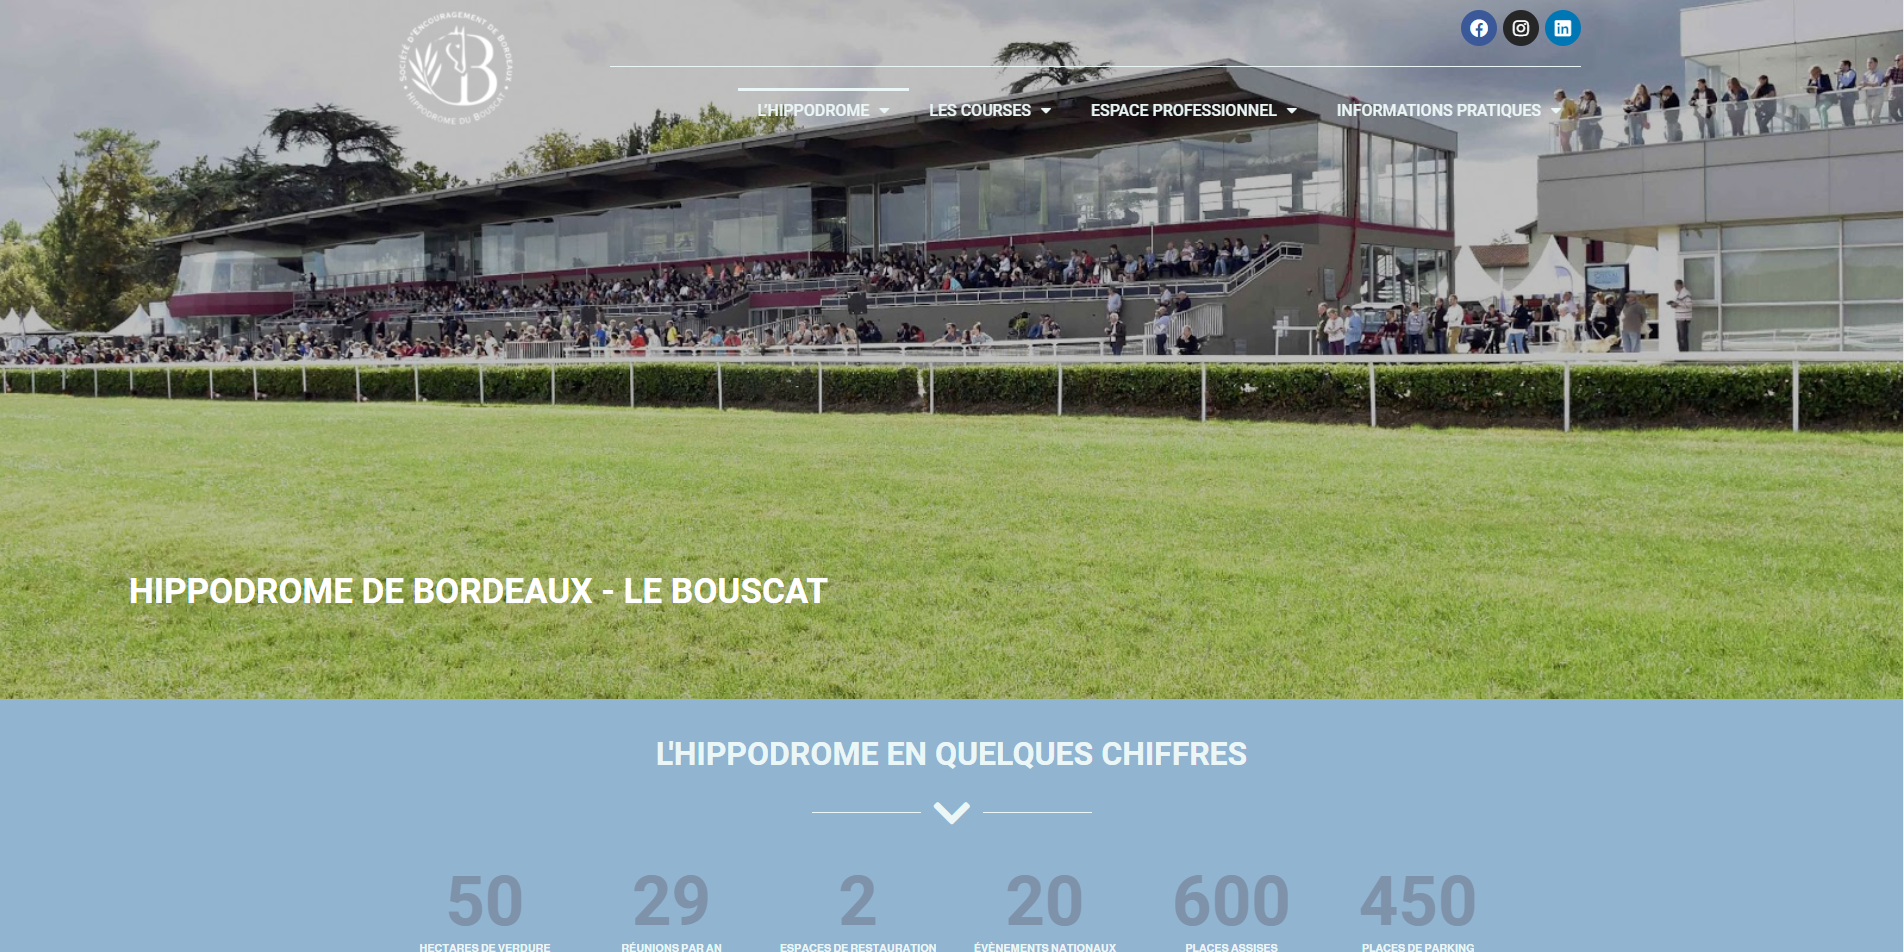 SOCIÉTÉ D'ENCOURAGEMENT DE BORDEAUX
HIPPODROME DU BOUSCAT
B
L'HIPPODROME
LES COURSES
ESPACE PROFESSIONNEL
INFORMATIONS PRATIQUES
HIPPODROME DE BORDEAUX - LE BOUSCAT
L'HIPPODROME EN QUELQUES CHIFFRES
50
HECTARES DE VERDURE
29
RÉUNIONS PAR AN
2
ESPACES DE RESTAURATION
20
ÉVÈNEMENTS NATIONAUX
600
PLACES ASSISES
450
PLACES DE PARKING